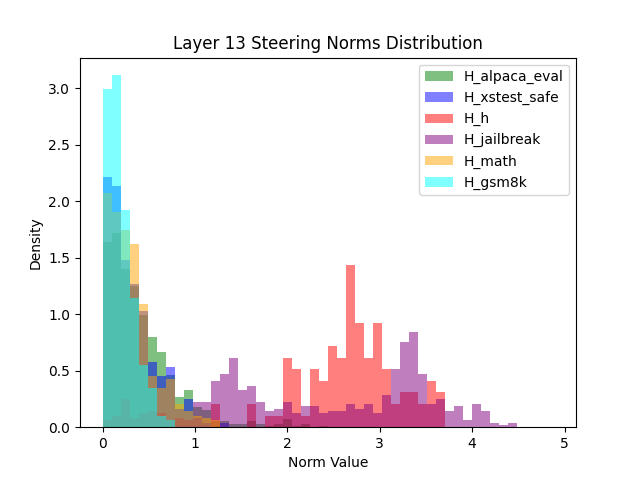 Layer 13 Steering Norms Distribution
H_alpaca_eval
H_xstest_safe
H_h
H_jailbreak
H_math
H_gsm8k
Density
3.0
2.5
2.0
1.5
1.0
0.5
0.0
0 1 2 3 4 5
Norm Value